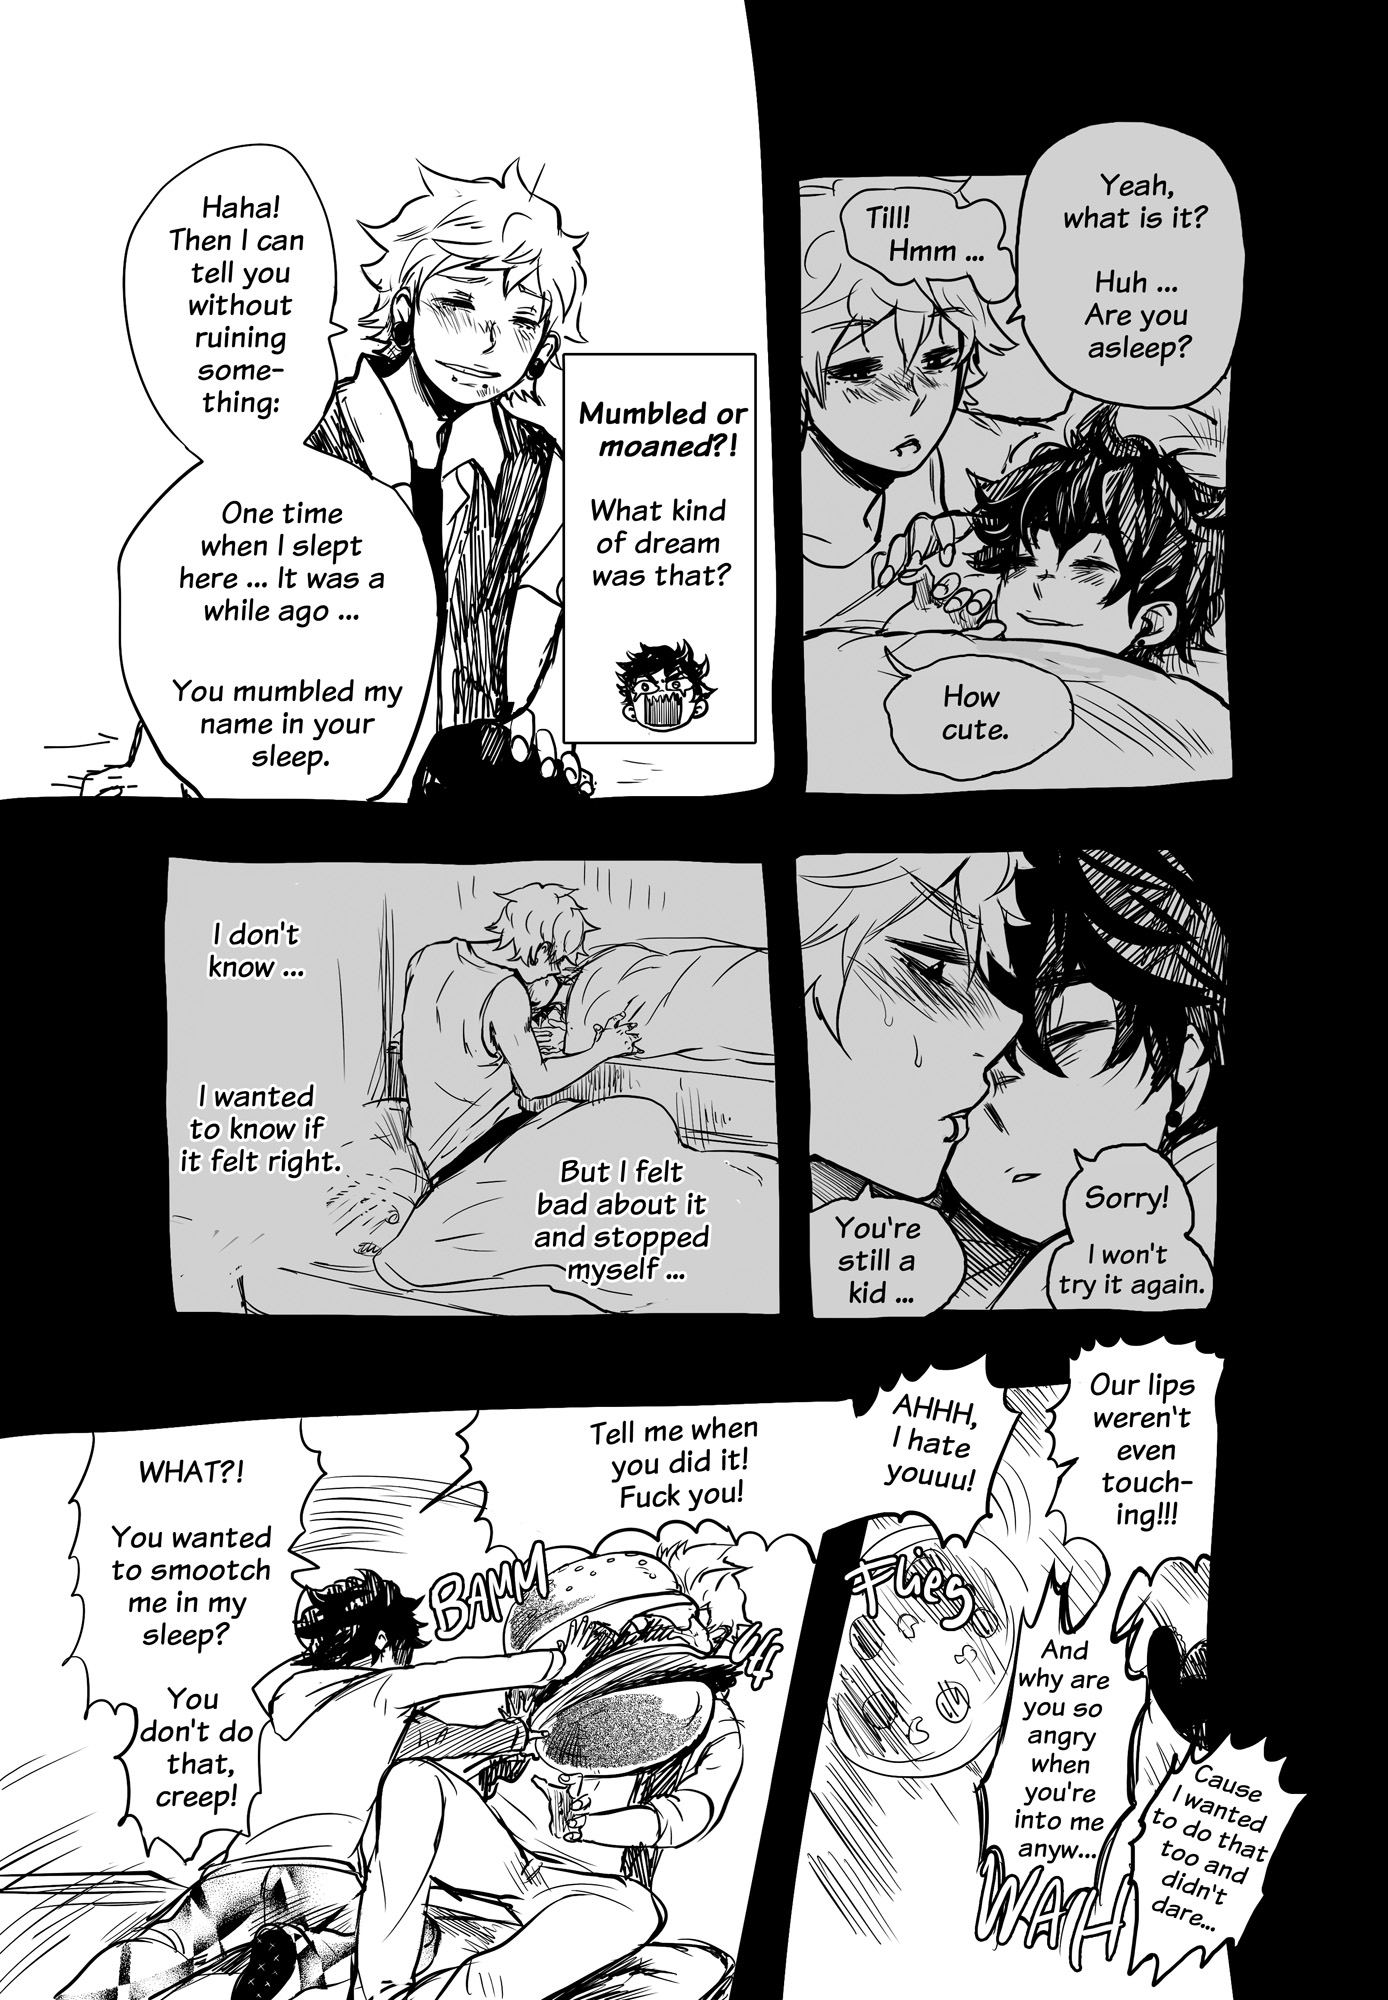 Haha!
Then I can
tell you
without
ruining
some-
thing:
One time
when I slept
here ... It was a
while ago ...
You mumbled my
name in your
sleep.
Mumbled or
moaned?!
What kind
of dream
was that?
Till!
Hmm ...
Yeah,
what is it?
Huh ...
Are you
asleep?
How
cute.
I don't
know ...
I wanted
to know if
it felt right.
But I felt
bad about it
and stopped
myself ...
You're
still a
kid ...
Sorry!
I won't
try it again.
WHAT?!
You wanted
to smootch
me in my
sleep?
You
don't do
that,
creep!
BAMM
Tell me when
you did it!
Fuck you!
Uff
AHHH,
I hate
youuu!
Flies
Our lips
weren't
even
touch-
ing!!!
And
why are
you so
angry
when
you're
into me
anyw...
WAHH
Cause
I wanted
to do that
too and
didn't
dare...